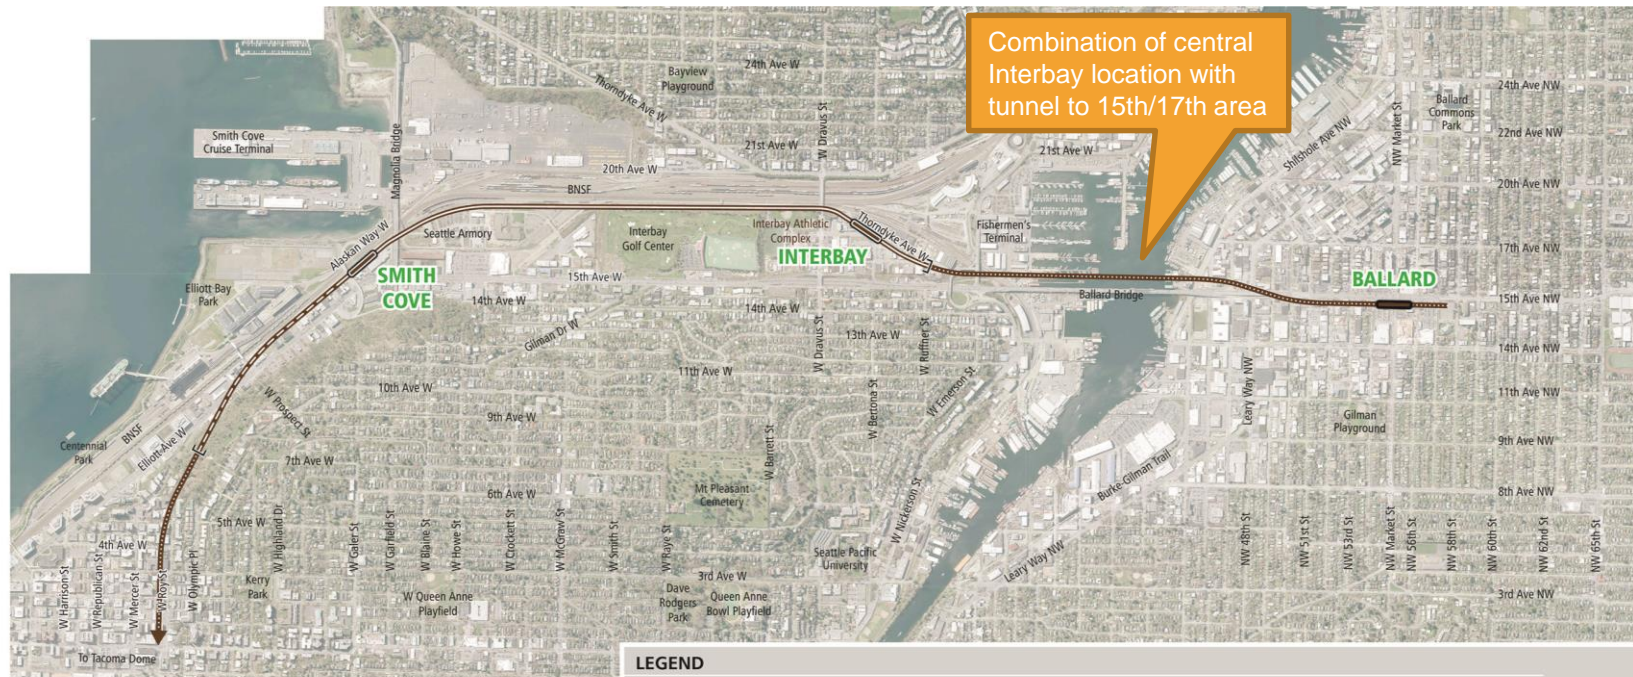 Combination of central
Interbay location with
tunnel to 15th/17th area
24th Ave W
Bayview
Playground
Thorndyke Ave W
W Dravus St
21st Ave W
21st Ave W
Smith Cove
Cruise Terminal
Magnolia Bridge
20th Ave W
BNSF
NW Market St
Ballard
Commons
Park
24th Ave NW
22nd Ave NW
Shilshole Ave NW
20th Ave NW
Alaskan Way W
Seattle Armory
Interbay
Golf Center
Interbay Athletic
Complex
Thorndyke Ave W
Fishermen's
Terminal
17th Ave NW
INTERBAY
SMITH
COVE
BALLARD
15th Ave W
Elliott Bay
Park
14th Ave W
14th Ave W
Ballard Bridge
15th Ave NW
Gilman Dr W
W Dravus St
13th Ave W
W Ruffner St
14th Ave NW
11th Ave W
10th Ave W
W Emerson St
Leary Way NW
11th Ave NW
W Prospect St
9th Ave W
W Bertona St
Gilman
Playground
Centennial
Park
BNSF
Elliott Ave W
7th Ave W
W Barrett St
9th Ave NW
Burke-Gilman Trail
6th Ave W
Mt Pleasant
Cemetery
W Nickerson St
8th Ave NW
5th Ave W
4th Ave W
W Harrison St
W Republican St
W Mercer St
W Roy St
W Olympic Pl
W Highland Dr
W Galer St
W Garfield St
W Blaine St
W Howe St
W Crockett St
W McGraw St
W Smith St
W Raye St
Seattle Pacific
University
Leary Way NW
NW 48th St
NW 51st St
NW 53rd St
NW Market St
NW 56th St
NW 58th St
NW 60th St
NW 62nd St
NW 65th St
Kerry
Park
W Queen Anne
Playfield
3rd Ave W
Dave
Rodgers
Park
Queen Anne
Bowl Playfield
3rd Ave NW
To Tacoma Dome
LEGEND